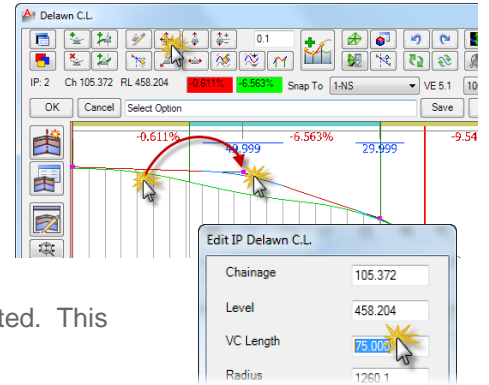 Delawn C.L.
0.1
IP: 2 Ch 105.372 RL 458.204 -0.611% -6.563% Snap To 1-NS VE 5.1
OK Cancel Select Option Save
-0.611% -6.563% -9.54
49.999 29.999
Edit IP Delawn C.L.
Chainage 105.372
Level 458.204
VC Length 75.000
Radius 1260.1
ted. This